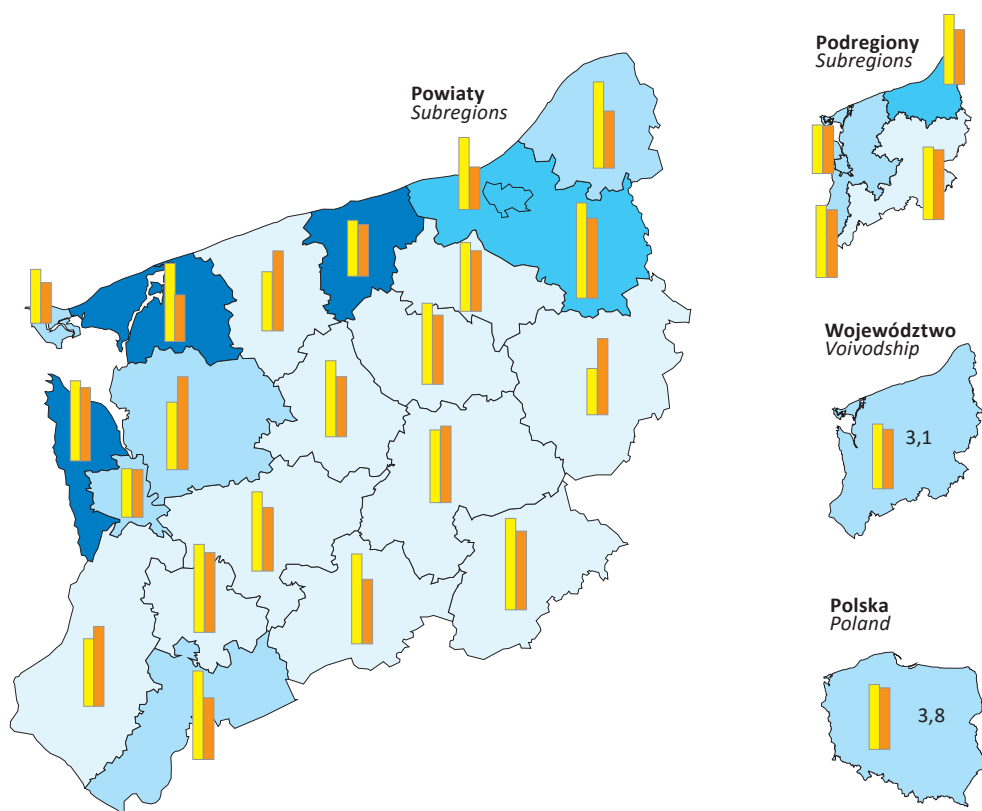 Powiaty
Subregions
Podregiony
Subregions
Województwo
Voivodship
3,1
Polska
Poland
3,8